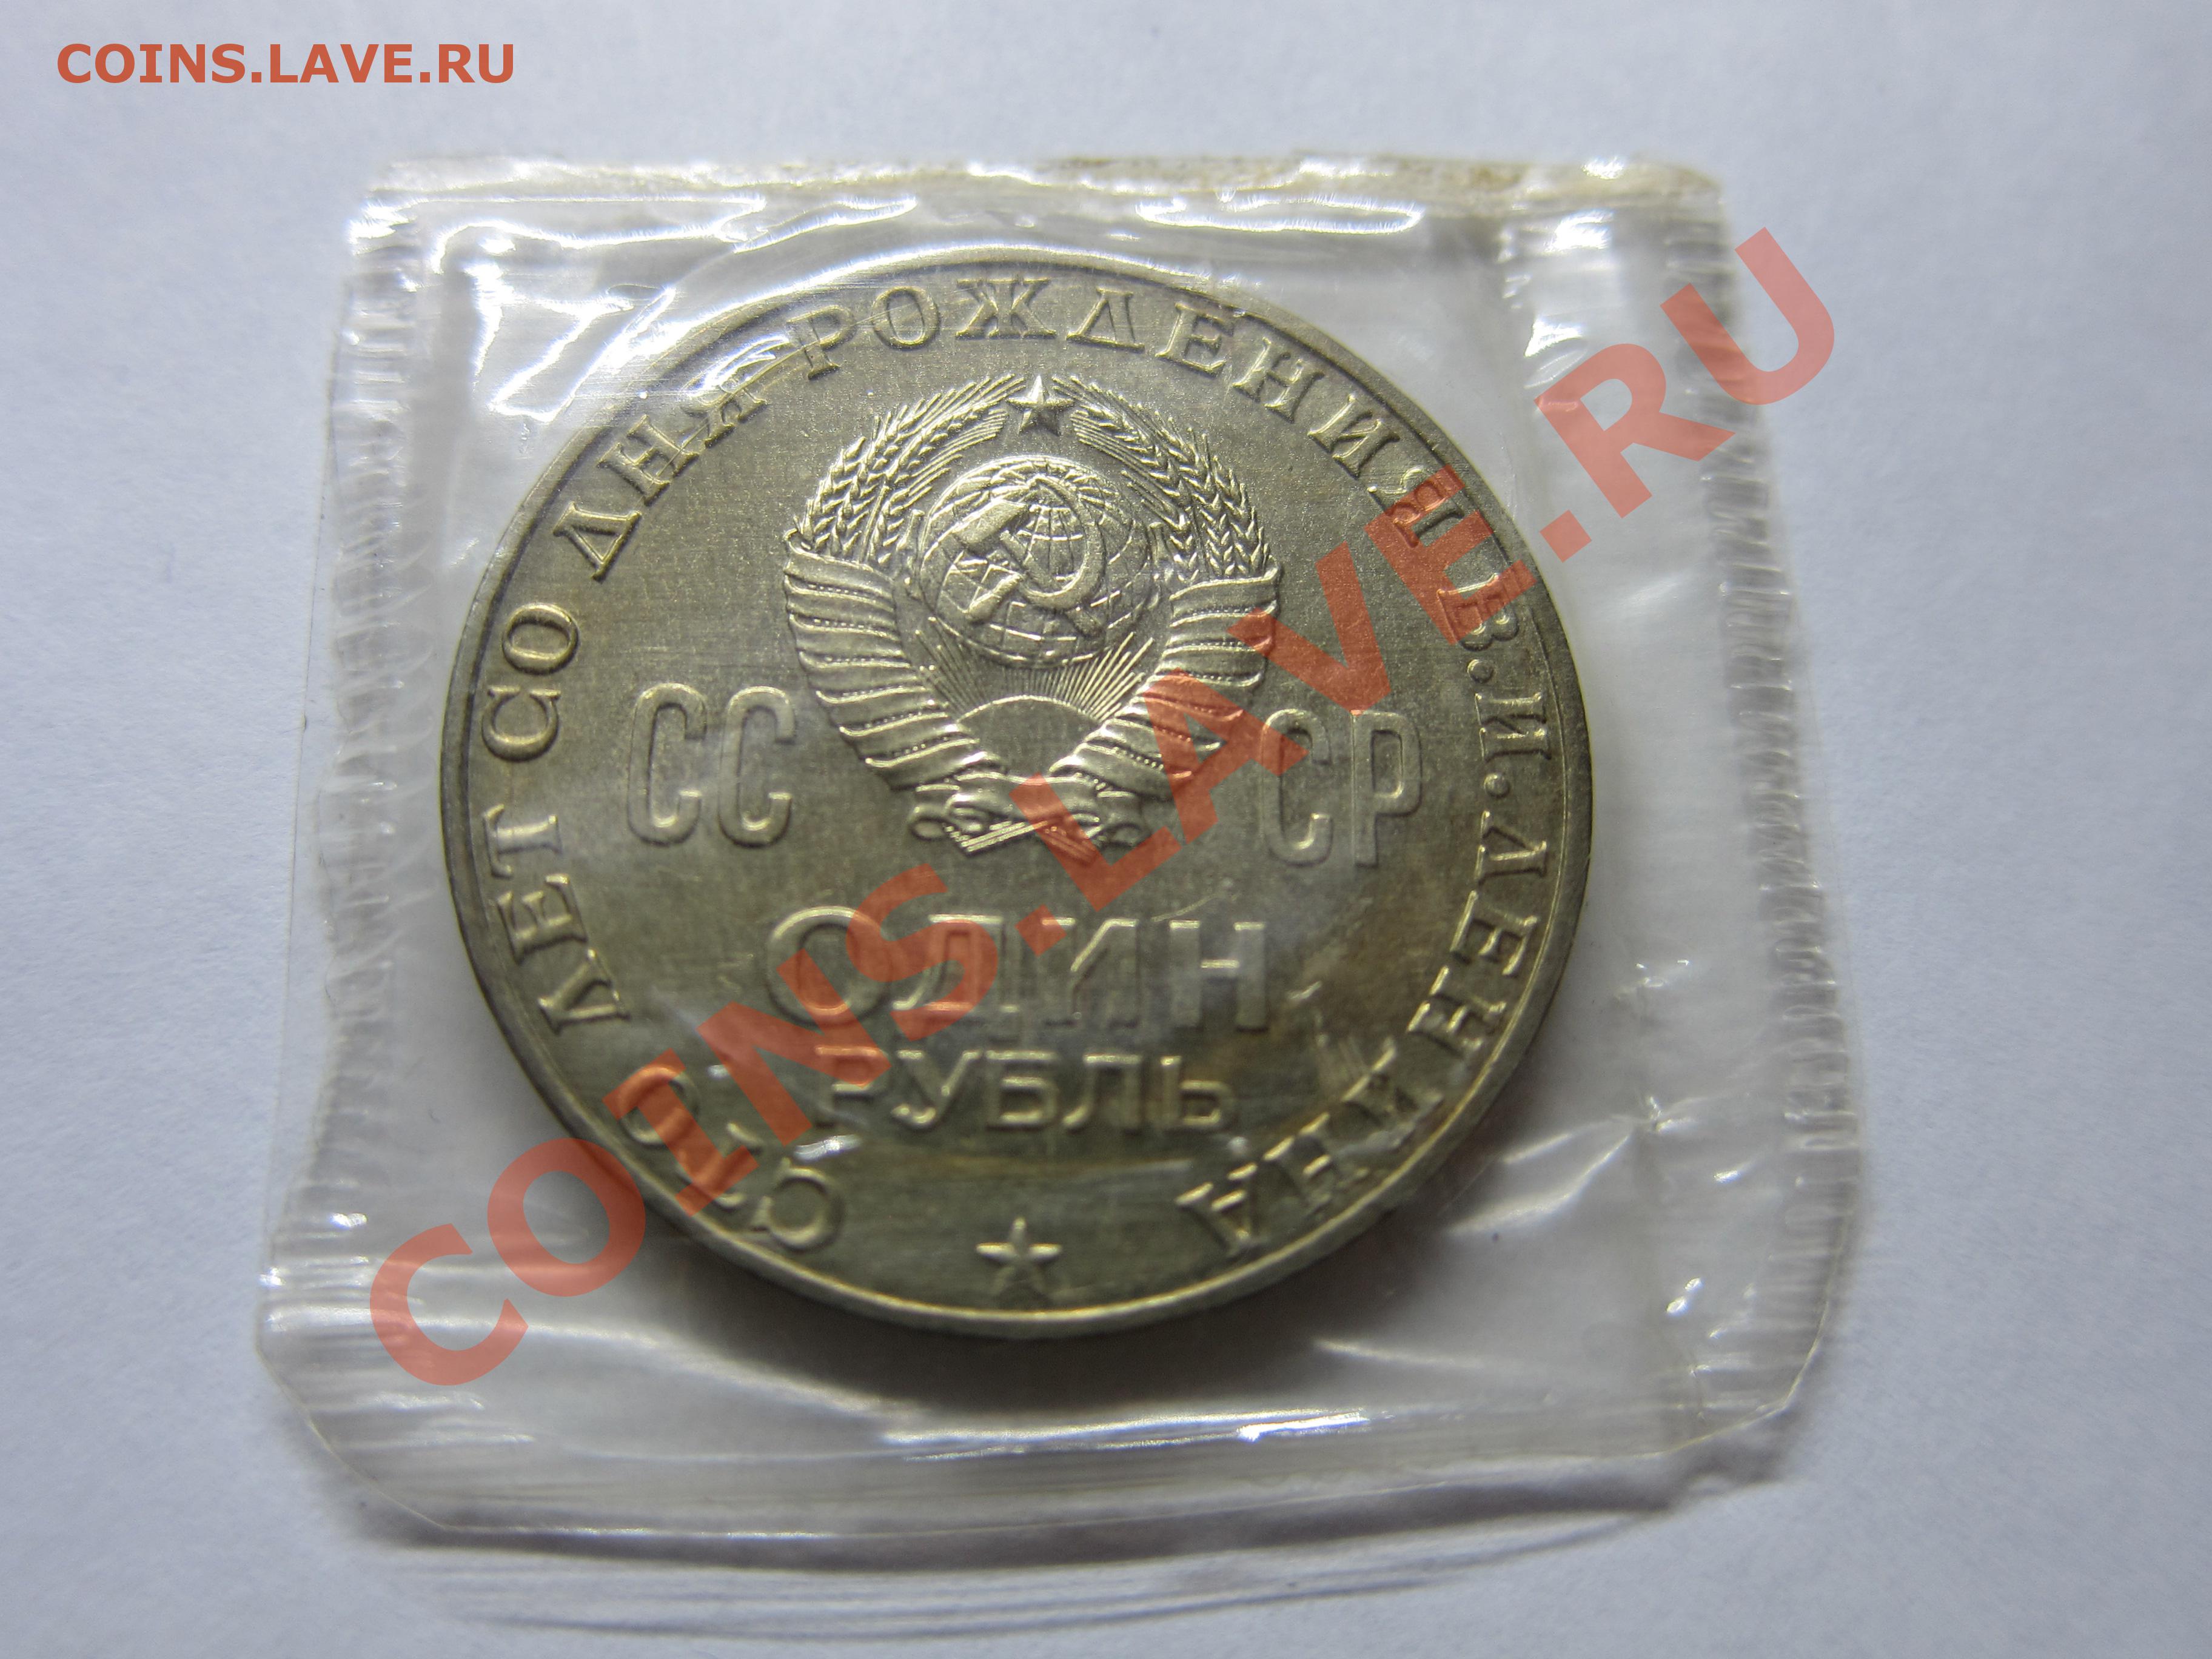 COINS.LAVE.RU
СТО ЛЕТ СО ДНЯ РОЖДЕНИЯ В.И.ЛЕНИНА
СС СР
ОДИН
РУБЛЬ
COINS.LAVE.RU